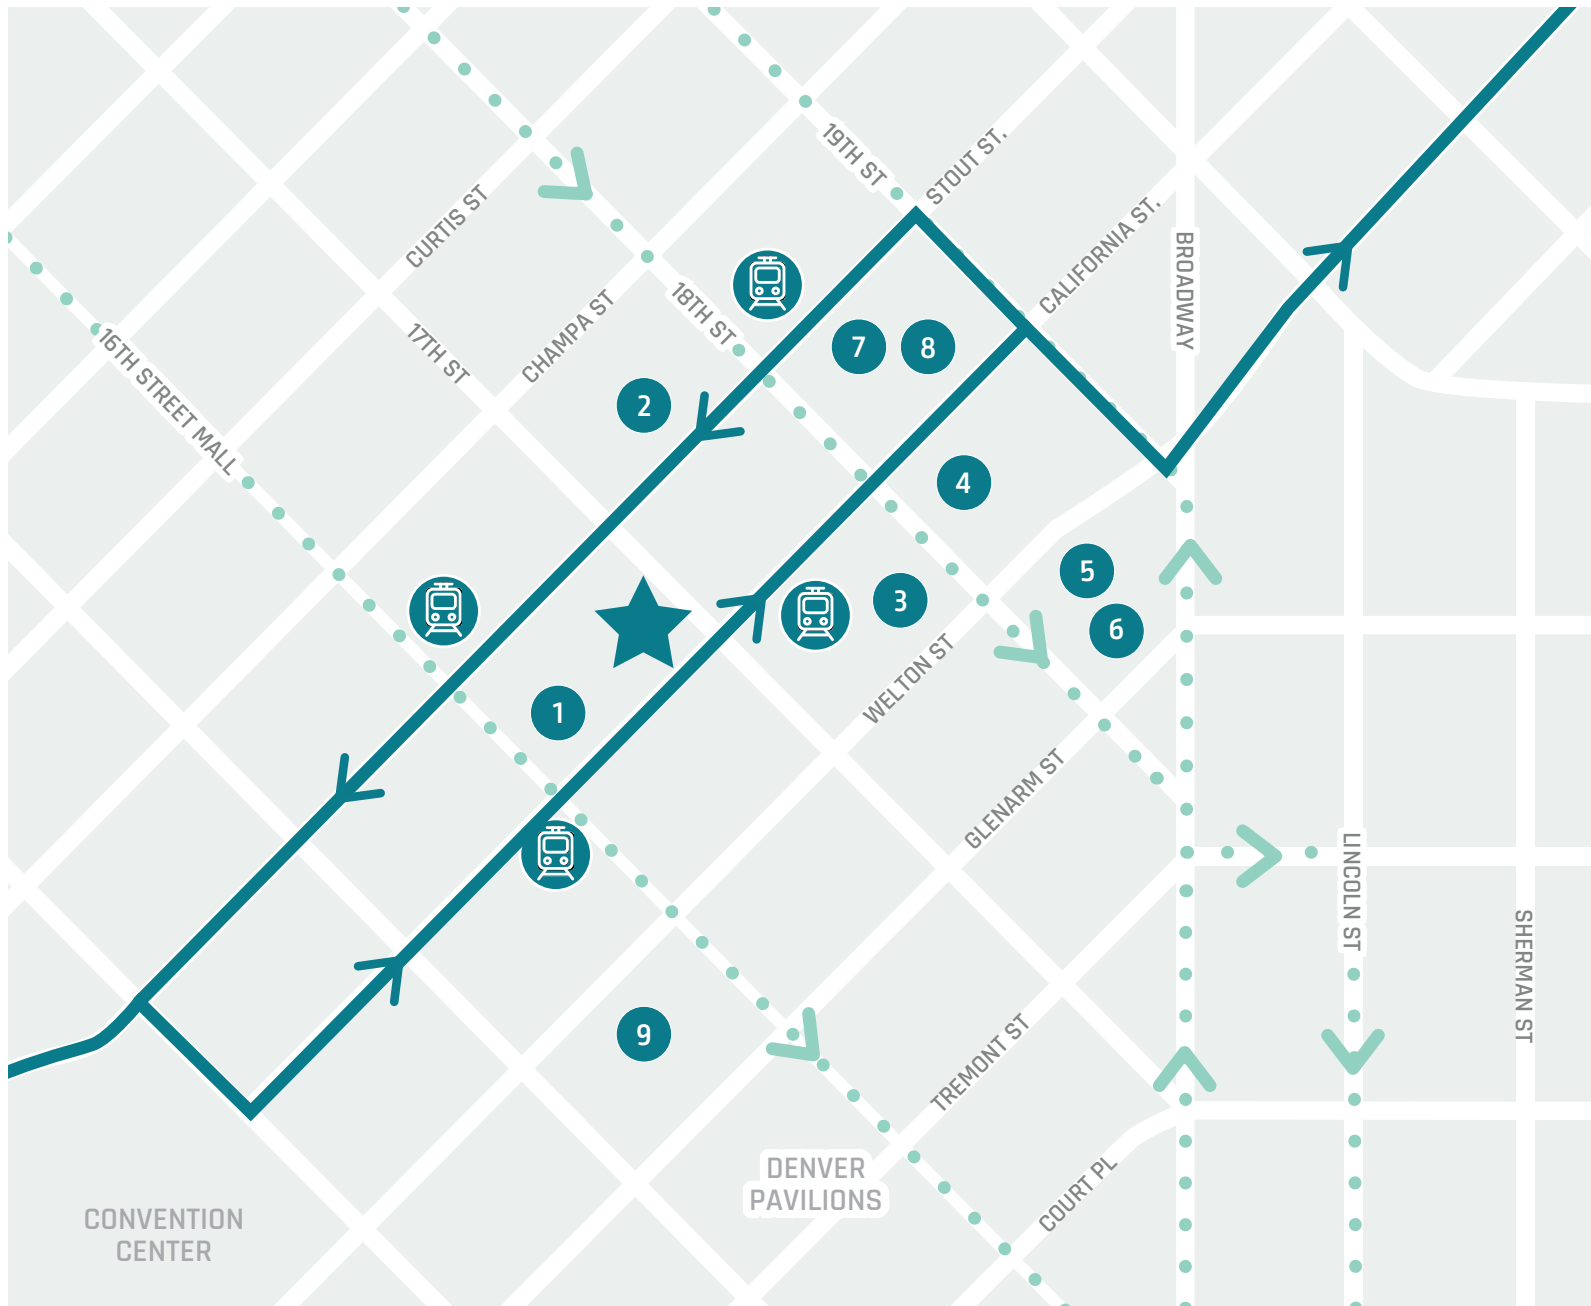 19TH ST
STOUT ST.
CURTIS ST
CALIFORNIA ST.
BROADWAY
18TH ST
CHAMPA ST
17TH ST
16TH STREET MALL
7
8
2
4
5
3
6
WELTON ST
1
GLENARM ST
LINCOLN ST
SHERMAN ST
9
TREMONT ST
DENVER
PAVILIONS
COURT PL
CONVENTION
CENTER